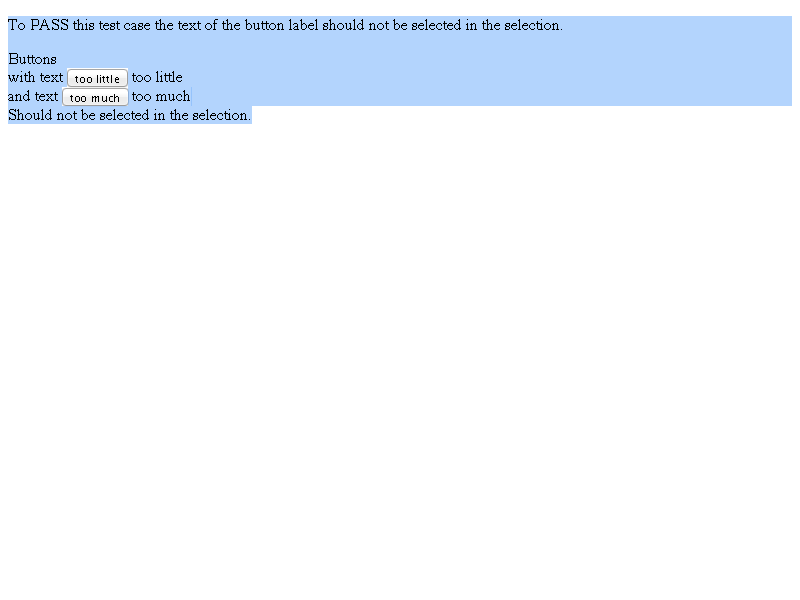 To PASS this test case the text of the button label should not be selected in the selection.
Buttons
with text too little too little
and text too much too much
Should not be selected in the selection.